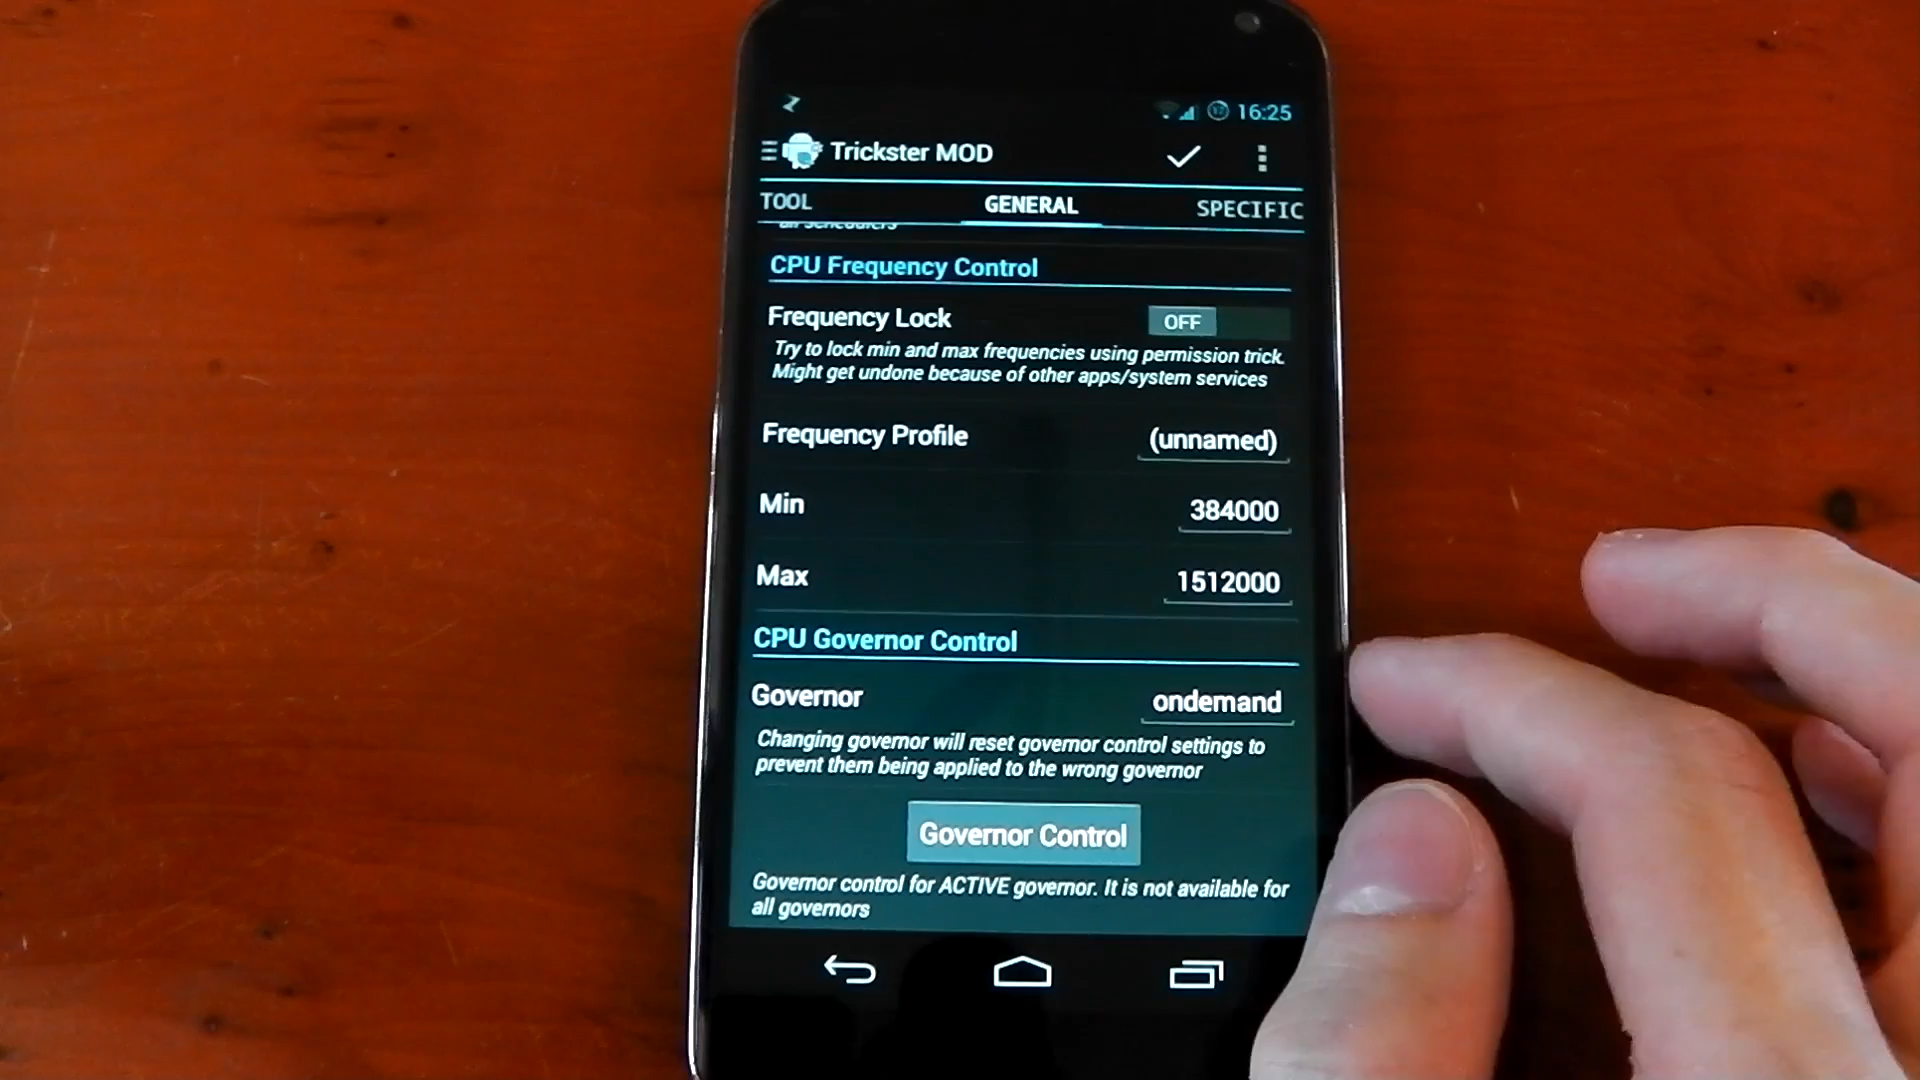 16:25
Trickster MOD
TOOL GENERAL SPECIFIC
all schedulers
CPU Frequency Control
Frequency Lock OFF
Try to lock min and max frequencies using permission trick.
Might get undone because of other apps/system services
Frequency Profile (unnamed)
Min 384000
Max 1512000
CPU Governor Control
Governor ondemand
Changing governor will reset governor control settings to
prevent them being applied to the wrong governor
Governor Control
Governor control for ACTIVE governor. It is not available for
all governors